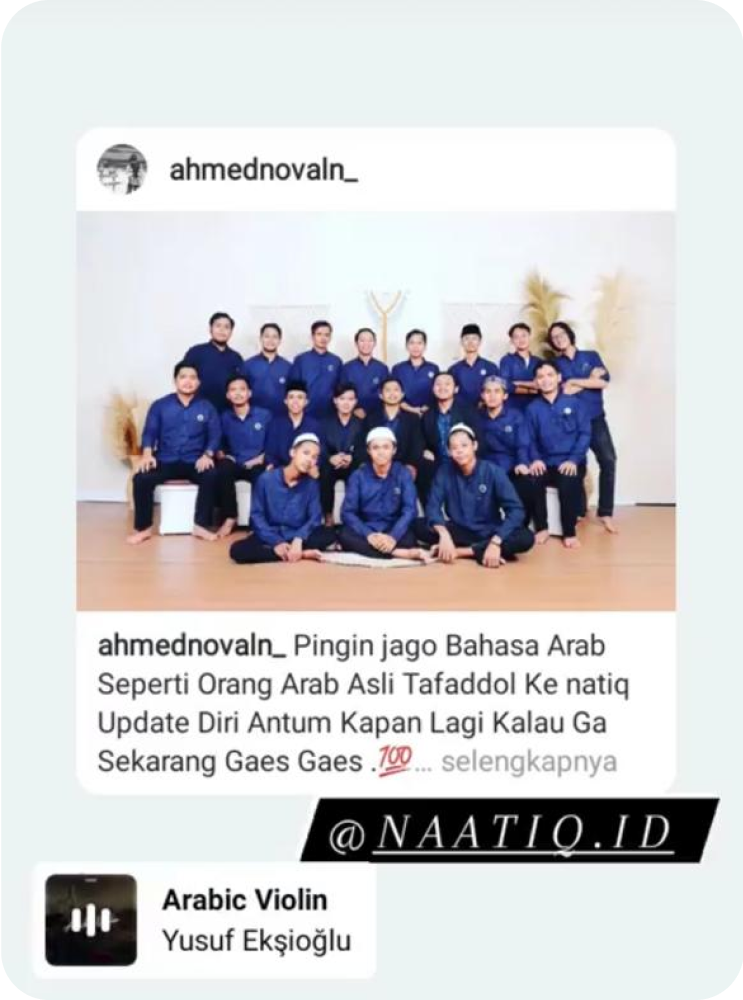 ahmednovaln_
ahmednovaln_ Pingin jago Bahasa Arab
Seperti Orang Arab Asli Tafaddol Ke natiq
Update Diri Antum Kapan Lagi Kalau Ga
Sekarang Gaes Gaes .💯... selengkapnya
@NAATIQ.ID
Arabic Violin
Yusuf Ekşioğlu